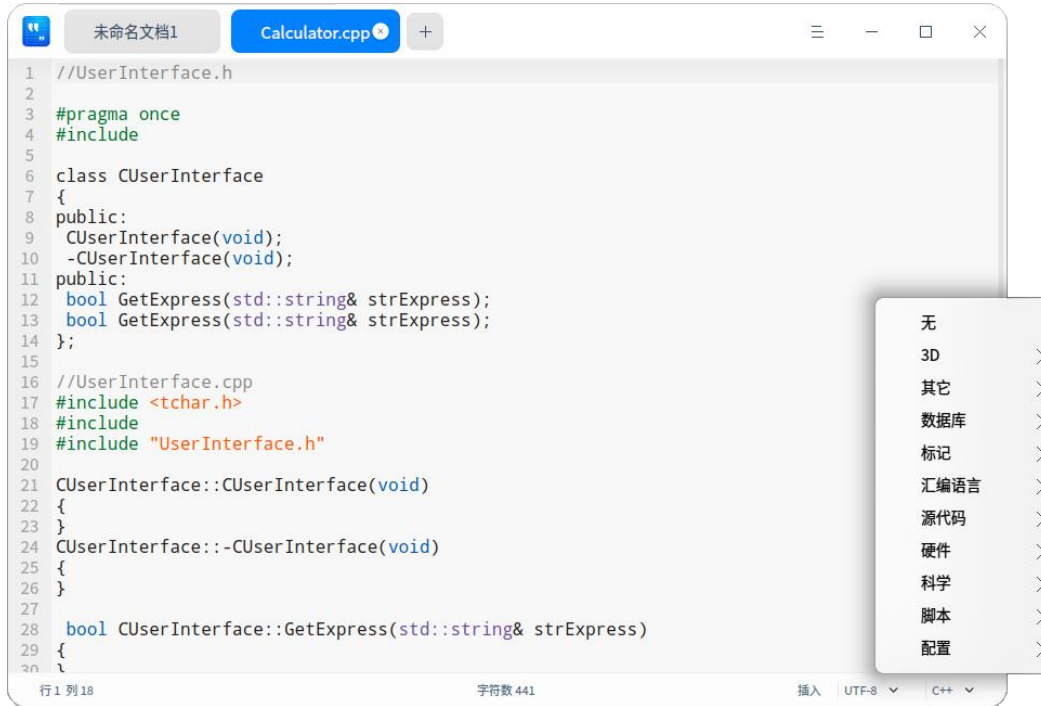 未命名文档1
Calculator.cpp
1 //UserInterface.h
2
3 #pragma once
4 #include
5
6 class CUserInterface
7 {
8 public:
9 CUserInterface(void);
10 -CUserInterface(void);
11 public:
12 bool GetExpress(std::string& strExpress);
13 bool GetExpress(std::string& strExpress);
14 };
15
16 //UserInterface.cpp
17 #include <tchar.h>
18 #include
19 #include "UserInterface.h"
20
21 CUserInterface::CUserInterface(void)
22 {
23 }
24 CUserInterface::-CUserInterface(void)
25 {
26 }
27
28 bool CUserInterface::GetExpress(std::string& strExpress)
29 {
30 }
无
3D
其它
数据库
标记
汇编语言
源代码
硬件
科学
脚本
配置
行 1 列 18
字符数 441
插入
UTF-8
C++